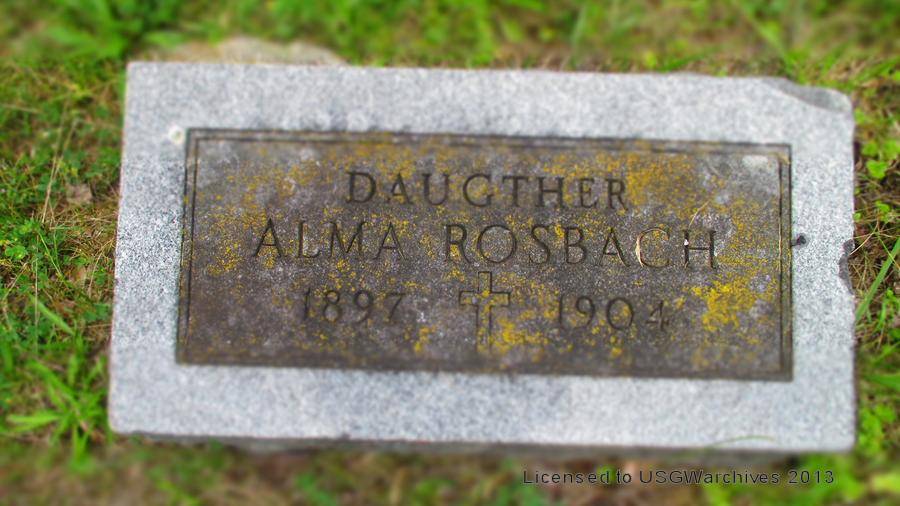 DAUGTHER
ALMA ROSBACH
1897 1904
Licensed to USGWarchives 2013